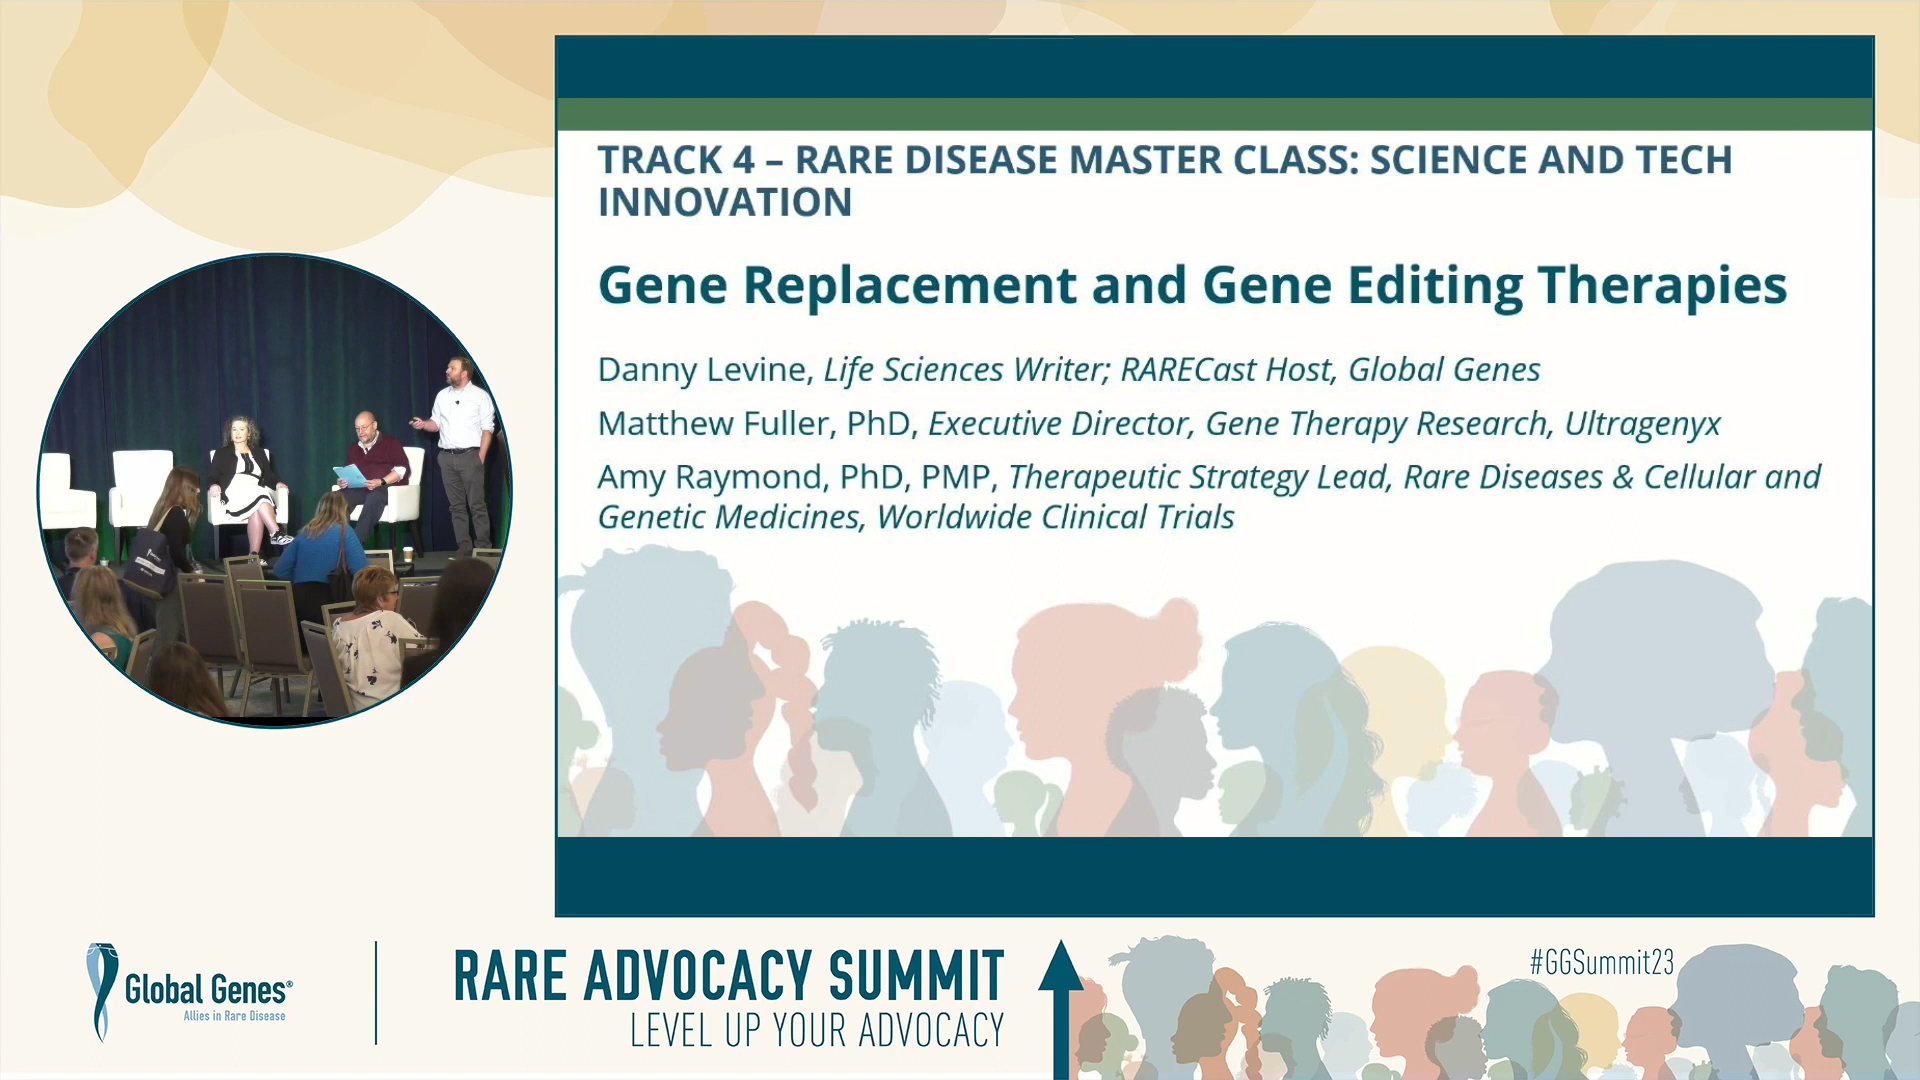 TRACK 4 – RARE DISEASE MASTER CLASS: SCIENCE AND TECH
INNOVATION
Gene Replacement and Gene Editing Therapies
Danny Levine, Life Sciences Writer; RARECast Host, Global Genes
Matthew Fuller, PhD, Executive Director, Gene Therapy Research, Ultragenyx
Amy Raymond, PhD, PMP, Therapeutic Strategy Lead, Rare Diseases & Cellular and
Genetic Medicines, Worldwide Clinical Trials
Global Genes®
Allies in Rare Disease
RARE ADVOCACY SUMMIT
LEVEL UP YOUR ADVOCACY
#GGSummit23